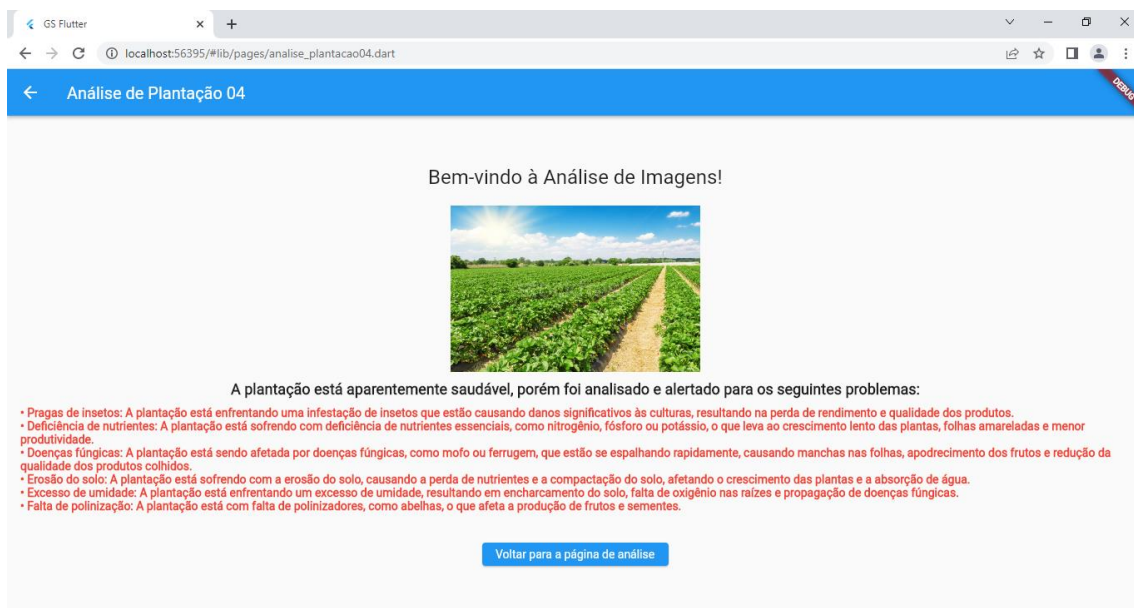 GS Flutter
localhost:56395/#lib/pages/analise_plantacao04.dart
Análise de Plantação 04
DEBUG
Bem-vindo à Análise de Imagens!
A plantação está aparentemente saudável, porém foi analisado e alertado para os seguintes problemas:
• Pragas de insetos: A plantação está enfrentando uma infestação de insetos que estão causando danos significativos às culturas, resultando na perda de rendimento e qualidade dos produtos.
• Deficiência de nutrientes: A plantação está sofrendo com deficiência de nutrientes essenciais, como nitrogênio, fósforo ou potássio, o que leva ao crescimento lento das plantas, folhas amareladas e menor
produtividade.
• Doenças fúngicas: A plantação está sendo afetada por doenças fúngicas, como mofo ou ferrugem, que estão se espalhando rapidamente, causando manchas nas folhas, apodrecimento dos frutos e redução da
qualidade dos produtos colhidos.
• Erosão do solo: A plantação está sofrendo com a erosão do solo, causando a perda de nutrientes e a compactação do solo, afetando o crescimento das plantas e a absorção de água.
• Excesso de umidade: A plantação está enfrentando um excesso de umidade, resultando em encharcamento do solo, falta de oxigênio nas raízes e propagação de doenças fúngicas.
• Falta de polinização: A plantação está com falta de polinizadores, como abelhas, o que afeta a produção de frutos e sementes.
Voltar para a página de análise